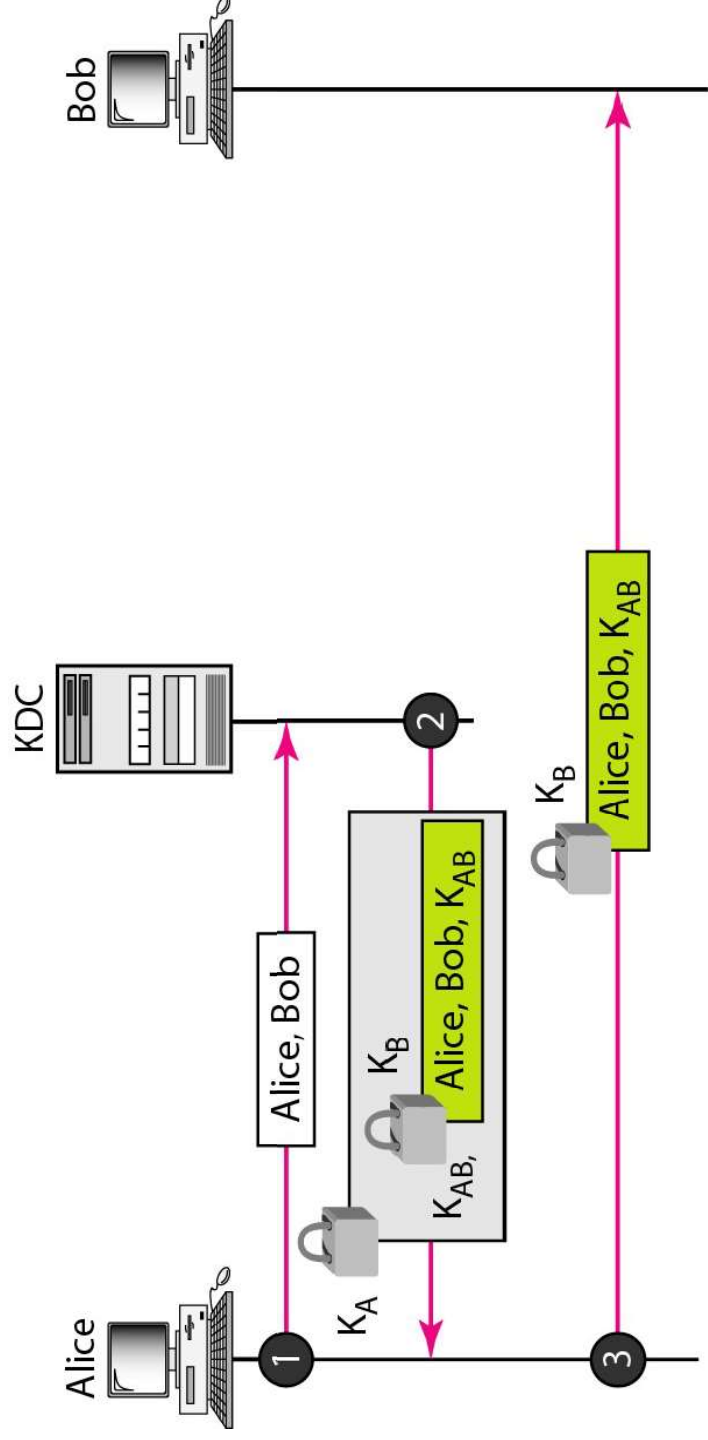 Alice
KDC
Bob
1
Alice, Bob
K_A
K_B
2
K_AB,
Alice, Bob, K_AB
K_B
3
Alice, Bob, K_AB